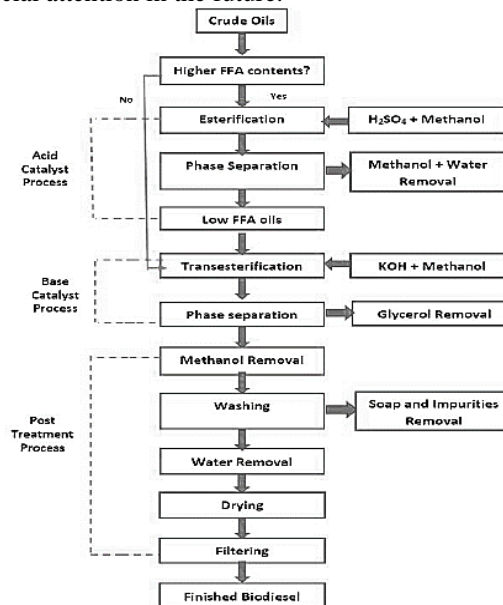 Crude Oils
Higher FFA contents?
No
Yes
Esterification
H₂SO₄ + Methanol
Acid
Catalyst
Process
Phase Separation
Methanol + Water
Removal
Low FFA oils
Transesterification
KOH + Methanol
Base
Catalyst
Process
Phase separation
Glycerol Removal
Methanol Removal
Washing
Soap and Impurities
Removal
Post
Treatment
Process
Water Removal
Drying
Filtering
Finished Biodiesel